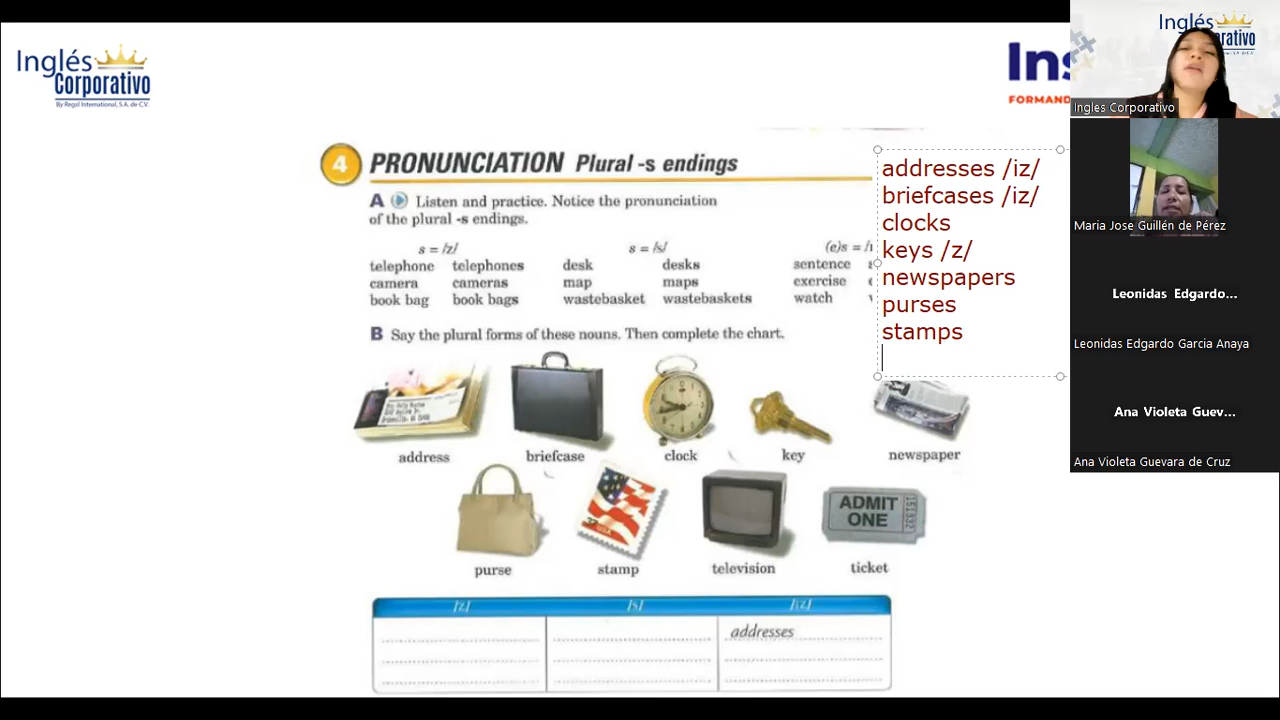 Inglés
Corporativo
By Regal International, S.A. de C.V.
Ins
FORMAND
Inglés
orativo
Ingles Corporativo
4 PRONUNCIATION Plural -s endings
A Listen and practice. Notice the pronunciation
of the plural -s endings.
s = /z/ s = /s/ (e)s = /
telephone telephones desk desks sentence
camera cameras map maps exercise
book bag book bags wastebasket wastebaskets watch
B Say the plural forms of these nouns. Then complete the chart.
addresses /iz/
briefcases /iz/
clocks
keys /z/
newspapers
purses
stamps
address briefcase clock key newspaper
ADMIT
ONE
purse stamp television ticket
/z/ /s/ /ɪz/
addresses
Maria Jose Guillén de Pérez
Leonidas Edgardo...
Leonidas Edgardo Garcia Anaya
Ana Violeta Guev...
Ana Violeta Guevara de Cruz